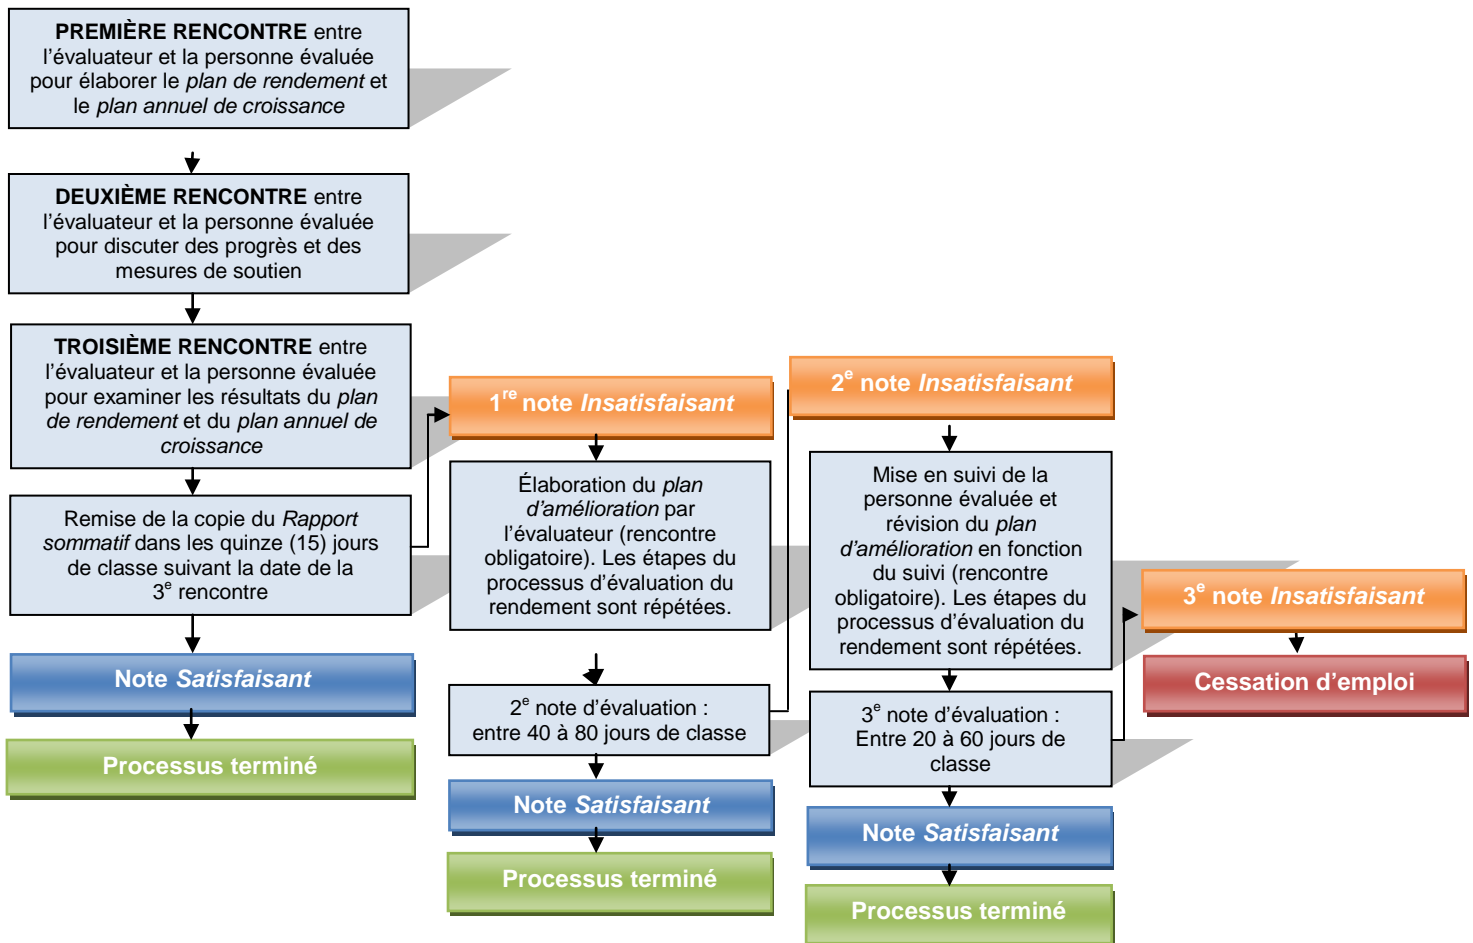 PREMIÈRE RENCONTRE entre
l'évaluateur et la personne évaluée
pour élaborer le plan de rendement et
le plan annuel de croissance
DEUXIÈME RENCONTRE entre
l'évaluateur et la personne évaluée
pour discuter des progrès et des
mesures de soutien
TROISIÈME RENCONTRE entre
l'évaluateur et la personne évaluée
pour examiner les résultats du plan
de rendement et du plan annuel de
croissance
Remise de la copie du Rapport
sommatif dans les quinze (15) jours
de classe suivant la date de la
3e rencontre
Note Satisfaisant
Processus terminé
1re note Insatisfaisant
Élaboration du plan
d'amélioration par
l'évaluateur (rencontre
obligatoire). Les étapes du
processus d'évaluation du
rendement sont répétées.
2e note d'évaluation :
entre 40 à 80 jours de classe
Note Satisfaisant
Processus terminé
2e note Insatisfaisant
Mise en suivi de la
personne évaluée et
révision du plan
d'amélioration en fonction
du suivi (rencontre
obligatoire). Les étapes du
processus d'évaluation du
rendement sont répétées.
3e note d'évaluation :
Entre 20 à 60 jours de
classe
Note Satisfaisant
Processus terminé
3e note Insatisfaisant
Cessation d'emploi